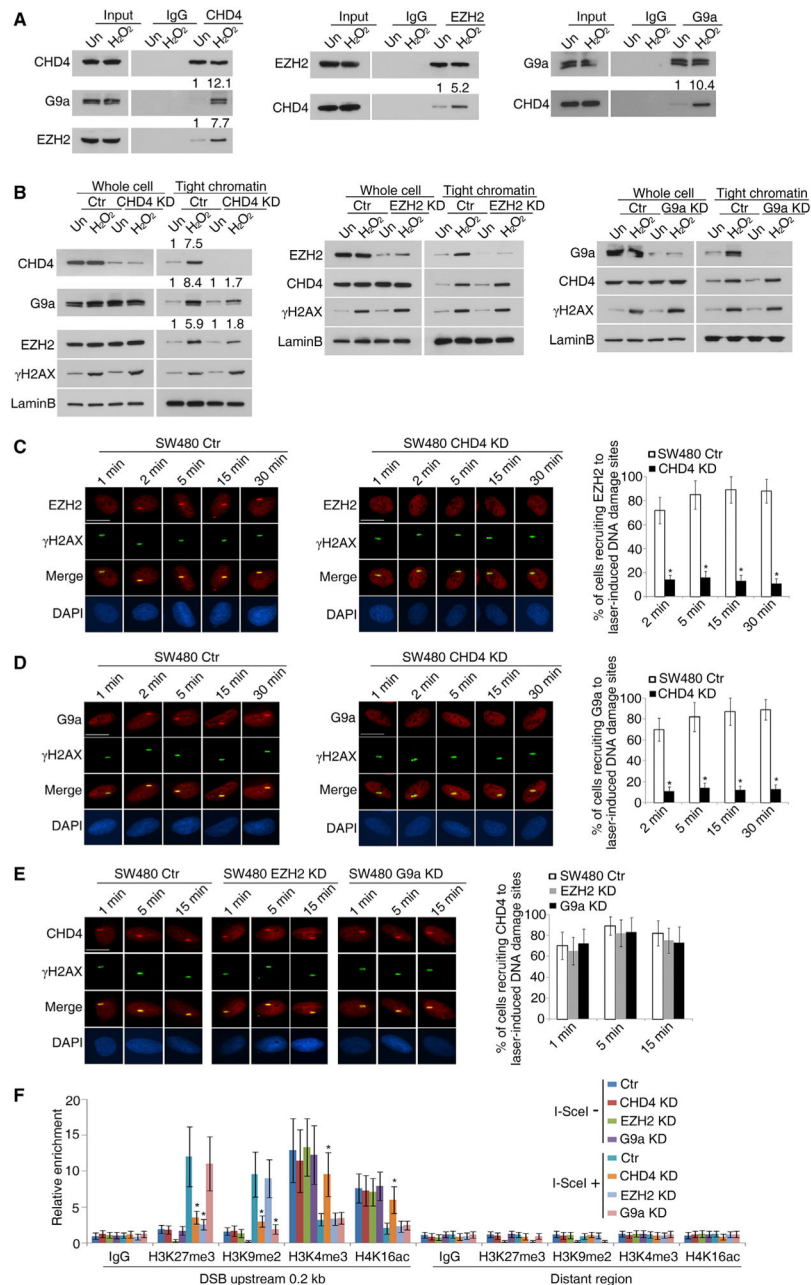 A
Input IgG CHD4
Un H2O2 Un H2O2 Un H2O2
CHD4
1 12.1
G9a
1 7.7
EZH2
Input IgG EZH2
Un H2O2 Un H2O2 Un H2O2
EZH2
1 5.2
CHD4
Input IgG G9a
Un H2O2 Un H2O2 Un H2O2
G9a
1 10.4
CHD4
B
Whole cell Tight chromatin
Ctr CHD4 KD Ctr CHD4 KD
Un H2O2 Un H2O2 Un H2O2 Un H2O2
1 7.5
CHD4
1 8.4 1 1.7
G9a
1 5.9 1 1.8
EZH2
γH2AX
LaminB
Whole cell Tight chromatin
Ctr EZH2 KD Ctr EZH2 KD
Un H2O2 Un H2O2 Un H2O2 Un H2O2
EZH2
CHD4
γH2AX
LaminB
Whole cell Tight chromatin
Ctr G9a KD Ctr G9a KD
Un H2O2 Un H2O2 Un H2O2 Un H2O2
G9a
CHD4
γH2AX
LaminB
C
SW480 Ctr
1 min 2 min 5 min 15 min 30 min
EZH2
γH2AX
Merge
DAPI
SW480 CHD4 KD
1 min 2 min 5 min 15 min 30 min
EZH2
γH2AX
Merge
DAPI
% of cells recruiting EZH2 to
laser-induced DNA damage sites
SW480 Ctr
CHD4 KD
100
80
60
40
20
0
* * * *
2 min 5 min 15 min 30 min
D
SW480 Ctr
1 min 2 min 5 min 15 min 30 min
G9a
γH2AX
Merge
DAPI
SW480 CHD4 KD
1 min 2 min 5 min 15 min 30 min
G9a
γH2AX
Merge
DAPI
% of cells recruiting G9a to
laser-induced DNA damage sites
SW480 Ctr
CHD4 KD
100
80
60
40
20
0
* * * *
2 min 5 min 15 min 30 min
E
SW480 Ctr SW480 EZH2 KD SW480 G9a KD
1 min 5 min 15 min 1 min 5 min 15 min 1 min 5 min 15 min
CHD4
γH2AX
Merge
DAPI
% of cells recruiting CHD4 to
laser-induced DNA damage sites
SW480 Ctr
EZH2 KD
G9a KD
100
80
60
40
20
0
1 min 5 min 15 min
F
Relative enrichment
20
15
10
5
0
* * * * * *
I-SceI -
Ctr
CHD4 KD
EZH2 KD
G9a KD
I-SceI +
Ctr
CHD4 KD
EZH2 KD
G9a KD
IgG H3K27me3 H3K9me2 H3K4me3 H4K16ac IgG H3K27me3 H3K9me2 H3K4me3 H4K16ac
DSB upstream 0.2 kb Distant region